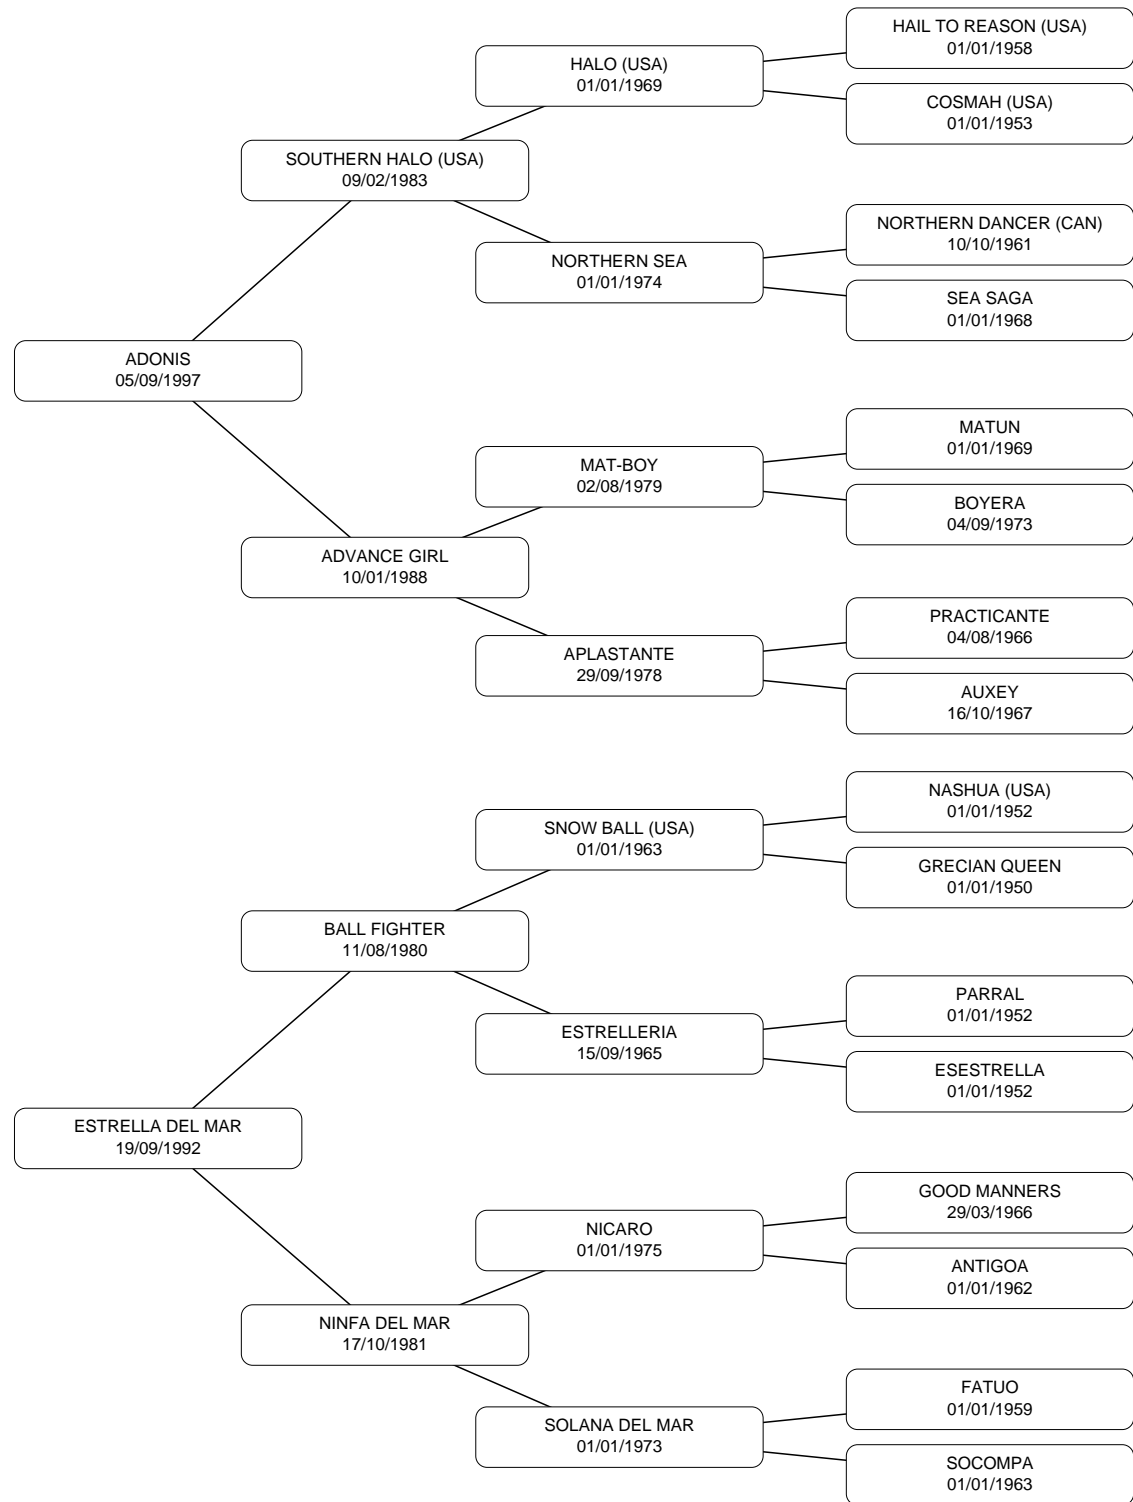 HAIL TO REASON (USA)
01/01/1958
HALO (USA)
01/01/1969
COSMAH (USA)
01/01/1953
SOUTHERN HALO (USA)
09/02/1983
NORTHERN DANCER (CAN)
10/10/1961
NORTHERN SEA
01/01/1974
SEA SAGA
01/01/1968
ADONIS
05/09/1997
MATUN
01/01/1969
MAT-BOY
02/08/1979
BOYERA
04/09/1973
ADVANCE GIRL
10/01/1988
PRACTICANTE
04/08/1966
APLASTANTE
29/09/1978
AUXEY
16/10/1967
NASHUA (USA)
01/01/1952
SNOW BALL (USA)
01/01/1963
GRECIAN QUEEN
01/01/1950
BALL FIGHTER
11/08/1980
PARRAL
01/01/1952
ESTRELLERIA
15/09/1965
ESESTRELLA
01/01/1952
ESTRELLA DEL MAR
19/09/1992
GOOD MANNERS
29/03/1966
NICARO
01/01/1975
ANTIGOA
01/01/1962
NINFA DEL MAR
17/10/1981
FATUO
01/01/1959
SOLANA DEL MAR
01/01/1973
SOCOMPA
01/01/1963